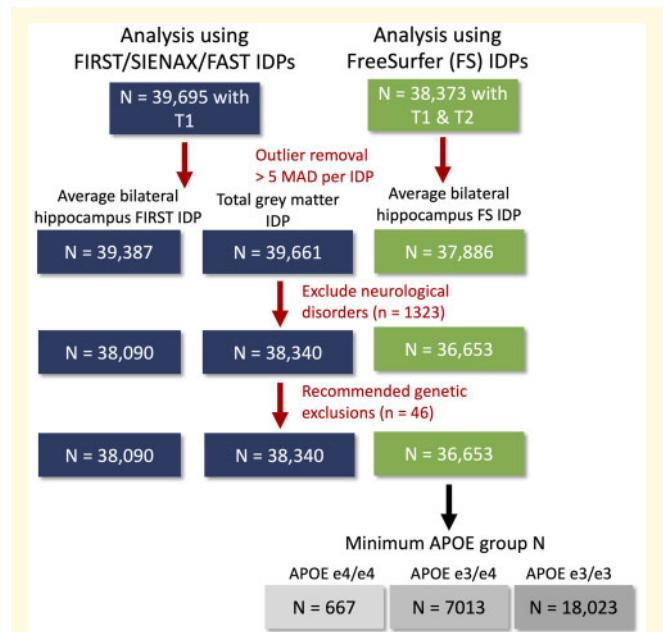 Analysis using
FIRST/SIENAX/FAST IDPs
Analysis using
FreeSurfer (FS) IDPs
N = 39,695 with
T1
N = 38,373 with
T1 & T2
Outlier removal
> 5 MAD per IDP
Average bilateral
hippocampus FIRST IDP
Total grey matter
IDP
Average bilateral
hippocampus FS IDP
N = 39,387
N = 39,661
N = 37,886
Exclude neurological
disorders (n = 1323)
N = 38,090
N = 38,340
N = 36,653
Recommended genetic
exclusions (n = 46)
N = 38,090
N = 38,340
N = 36,653
Minimum APOE group N
APOE e4/e4
APOE e3/e4
APOE e3/e3
N = 667
N = 7013
N = 18,023